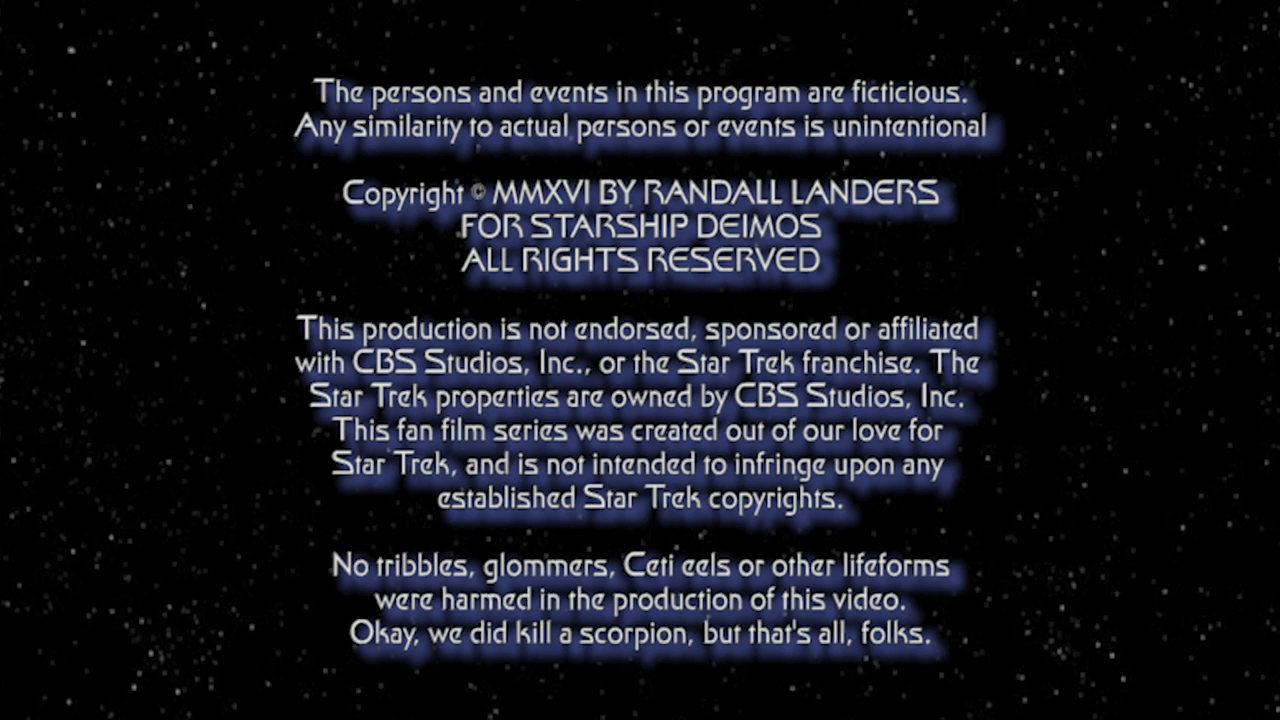 The persons and events in this program are ficticious.
Any similarity to actual persons or events is unintentional
Copyright © MMXVI BY RANDALL LANDERS
FOR STARSHIP DEIMOS
ALL RIGHTS RESERVED
This production is not endorsed, sponsored or affiliated
with CBS Studios, Inc., or the Star Trek franchise. The
Star Trek properties are owned by CBS Studios, Inc.
This fan film series was created out of our love for
Star Trek, and is not intended to infringe upon any
established Star Trek copyrights.
No tribbles, glommers, Ceti eels or other lifeforms
were harmed in the production of this video.
Okay, we did kill a scorpion, but that's all, folks.